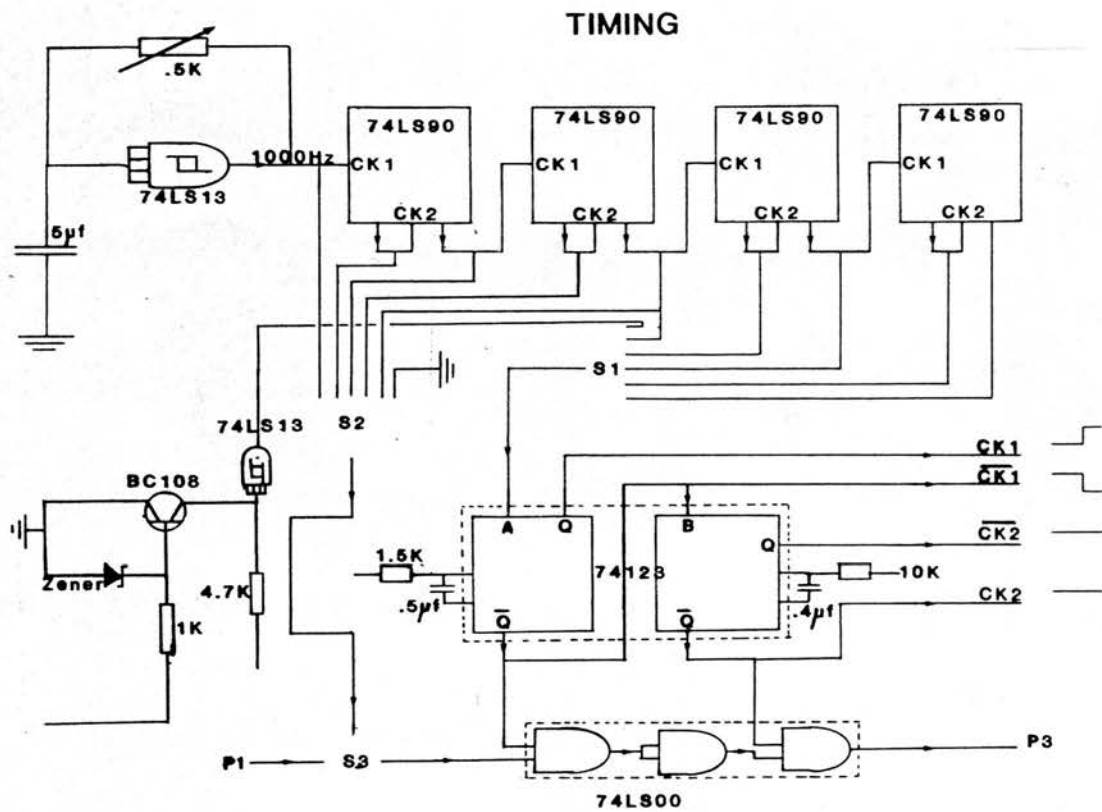 TIMING
.5K
74LS90
74LS90
74LS90
74LS90
1000Hz
CK1
CK1
CK1
CK1
74LS13
CK2
CK2
CK2
CK2
5µf
S1
74LS13
S2
BC108
CK1
CK1
A
Q
B
Q
CK2
1.5K
Zener
4.7K
74123
10K
.5µf
.4µf
CK2
1K
Q
Q
P1
S3
P3
74LS00